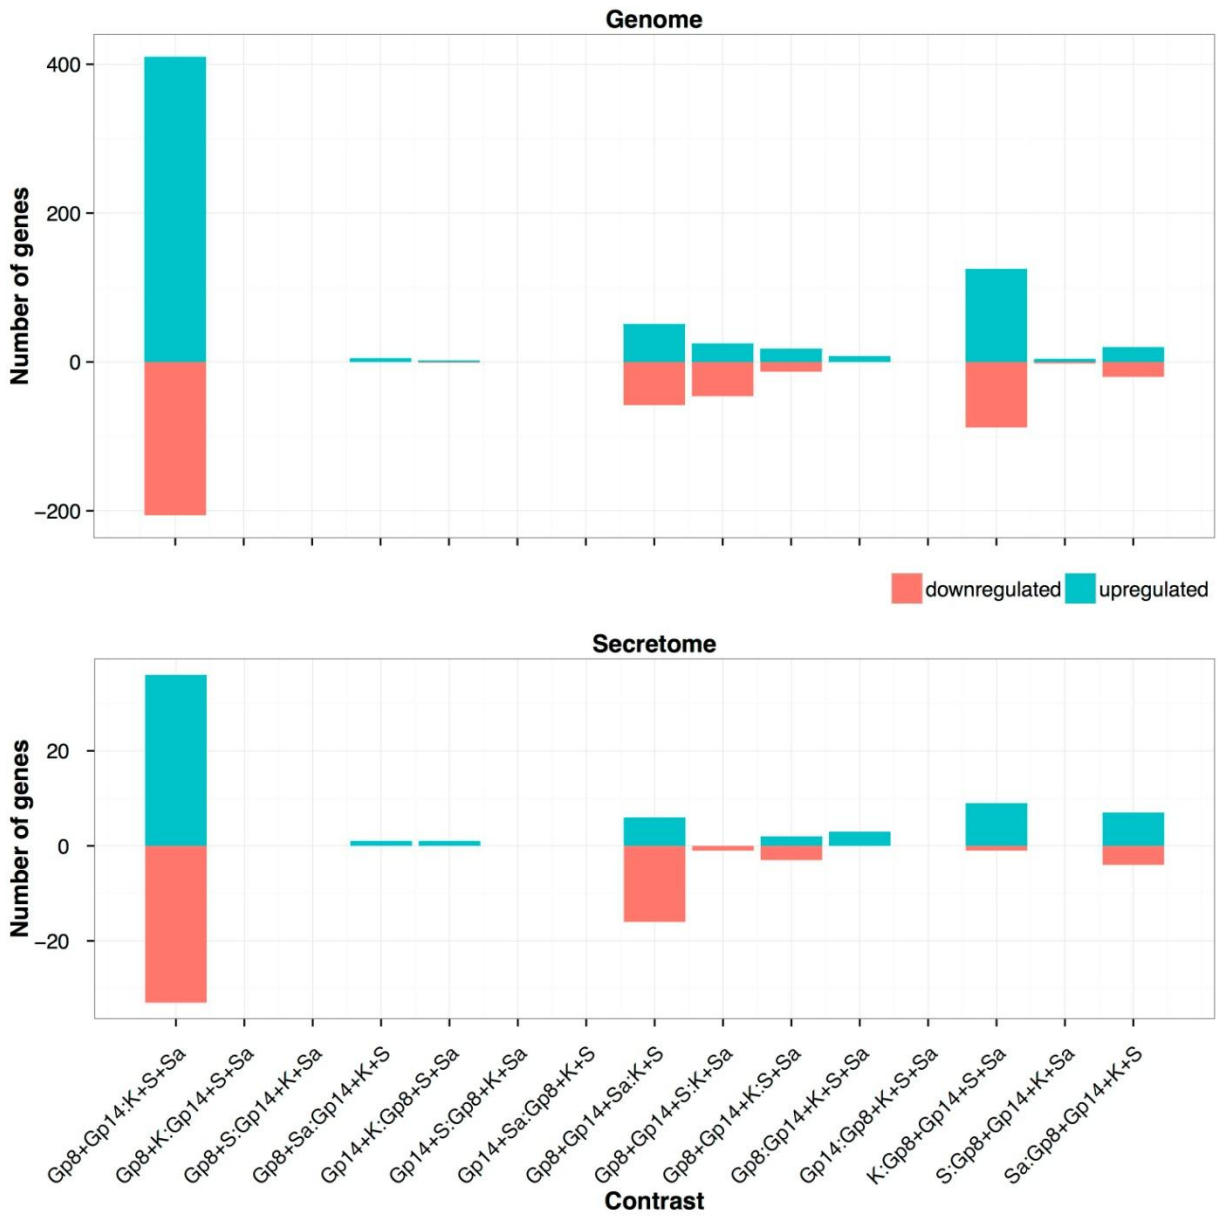 Genome
Number of genes
400
200
0
−200
downregulated upregulated
Secretome
Number of genes
20
0
−20
Gp8+Gp14:K+S+Sa
Gp8+K:Gp14+S+Sa
Gp8+S:Gp14+K+Sa
Gp8+Sa:Gp14+K+S
Gp14+K:Gp8+S+Sa
Gp14+S:Gp8+K+Sa
Gp14+Sa:Gp8+K+S
Gp8+Gp14+Sa:K+S
Gp8+Gp14+S:K+Sa
Gp8+Gp14+K:S+Sa
Gp8:Gp14+K+S+Sa
Gp14:Gp8+K+S+Sa
K:Gp8+Gp14+S+Sa
S:Gp8+Gp14+K+Sa
Sa:Gp8+Gp14+K+S
Contrast